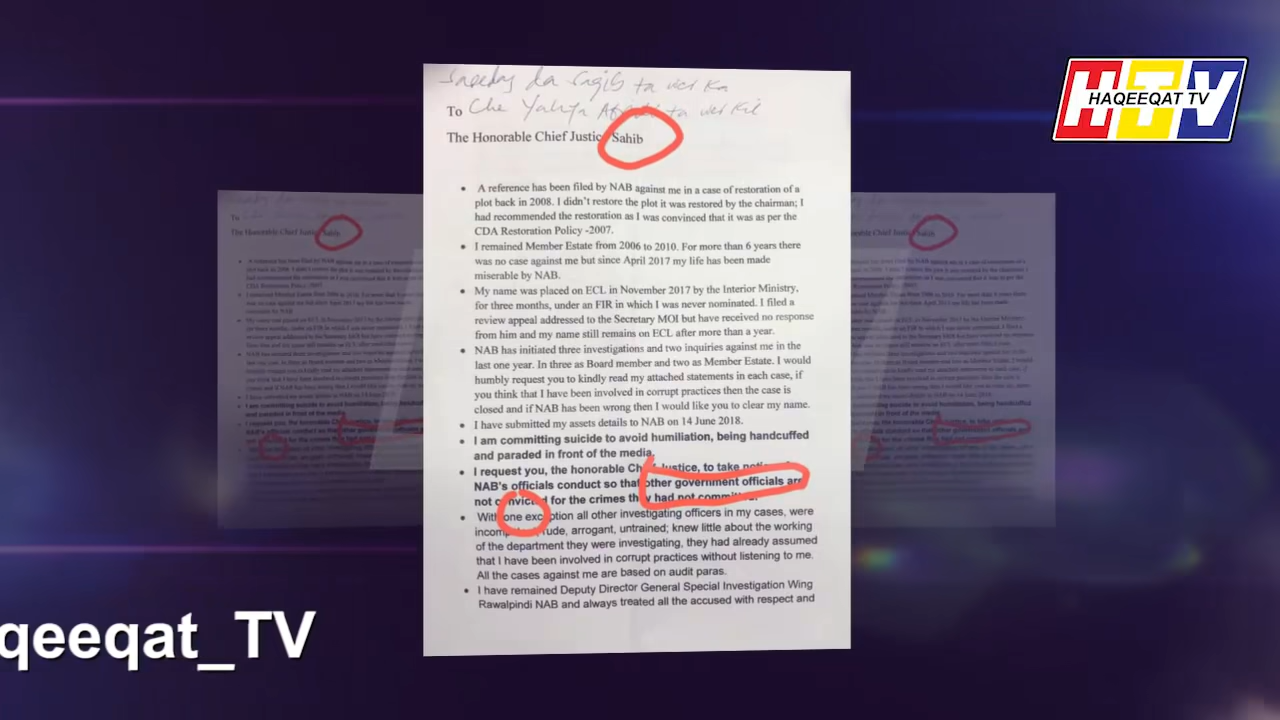 To
The Honorable Chief Justic Sahib
• A reference has been filed by NAB against me in a case of restoration of a
plot back in 2008. I didn't restore the plot it was restored by the chairman; I
had recommended the restoration as I was convinced that it was as per the
CDA Restoration Policy -2007.
• I remained Member Estate from 2006 to 2010. For more than 6 years there
was no case against me but since April 2017 my life has been made
miserable by NAB.
• My name was placed on ECL in November 2017 by the Interior Ministry,
for three months, under an FIR in which I was never nominated. I filed a
review appeal addressed to the Secretary MOI but have received no response
from him and my name still remains on ECL after more than a year.
• NAB has initiated three investigations and two inquiries against me in the
last one year. In three as Board member and two as Member Estate. I would
humbly request you to kindly read my attached statements in each case, if
you think that I have been involved in corrupt practices then the case is
closed and if NAB has been wrong then I would like you to clear my name.
• I have submitted my assets details to NAB on 14 June 2018.
• I am committing suicide to avoid humiliation, being handcuffed
and paraded in front of the media.
• I request you, the honorable Chief Justice, to take
NAB's officials conduct so that other government officials are
not convicted for the crimes they had not
• With one exception all other investigating officers in my cases, were
rude, arrogant, untrained; knew little about the working
of the department they were investigating, they had already assumed
that I have been involved in corrupt practices without listening to me.
All the cases against me are based on audit paras.
• I have remained Deputy Director General Special Investigation Wing
Rawalpindi NAB and always treated all the accused with respect and
HTV
HAQEEQAT TV
qeeqat_TV